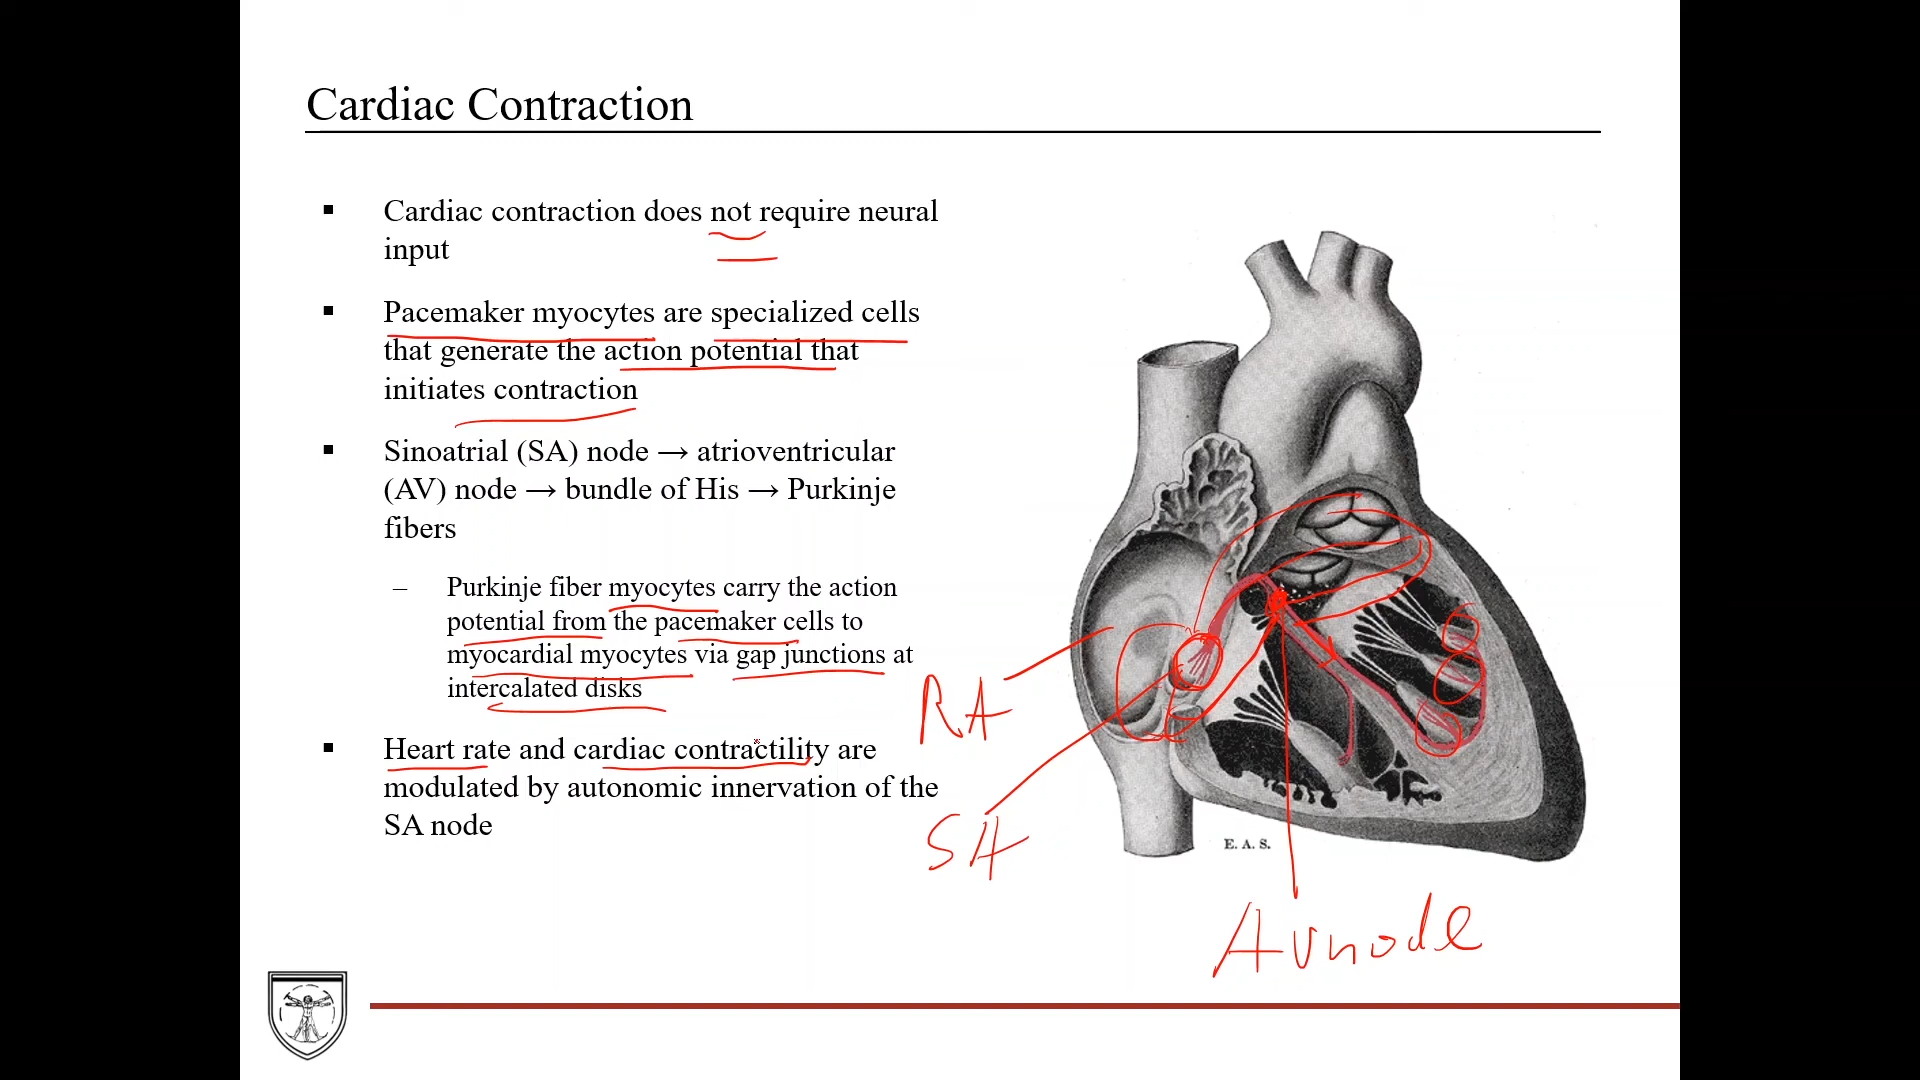 Cardiac Contraction
▪ Cardiac contraction does not require neural
input
▪ Pacemaker myocytes are specialized cells
that generate the action potential that
initiates contraction
▪ Sinoatrial (SA) node → atrioventricular
(AV) node → bundle of His → Purkinje
fibers
– Purkinje fiber myocytes carry the action
potential from the pacemaker cells to
myocardial myocytes via gap junctions at
intercalated disks
▪ Heart rate and cardiac contractility are
modulated by autonomic innervation of the
SA node
RA
SA
E. A. S.
AV node